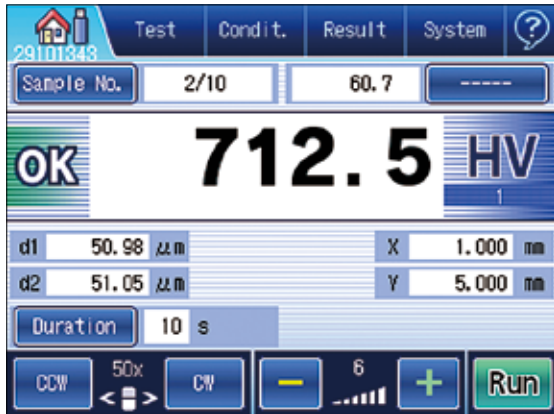 Test Condit. Result System ?
29101343
Sample No. 2/10 60.7 -----
OK 712.5 HV
1
d1 50.98 μm X 1.000 mm
d2 51.05 μm Y 5.000 mm
Duration 10 s
CCW 50x < > CW − 6 + Run